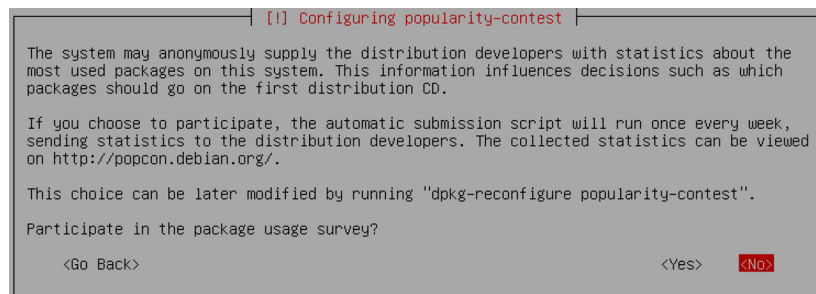 [!] Configuring popularity-contest
The system may anonymously supply the distribution developers with statistics about the
most used packages on this system. This information influences decisions such as which
packages should go on the first distribution CD.
If you choose to participate, the automatic submission script will run once every week,
sending statistics to the distribution developers. The collected statistics can be viewed
on http://popcon.debian.org/.
This choice can be later modified by running "dpkg-reconfigure popularity-contest".
Participate in the package usage survey?
<Go Back> <Yes> <No>